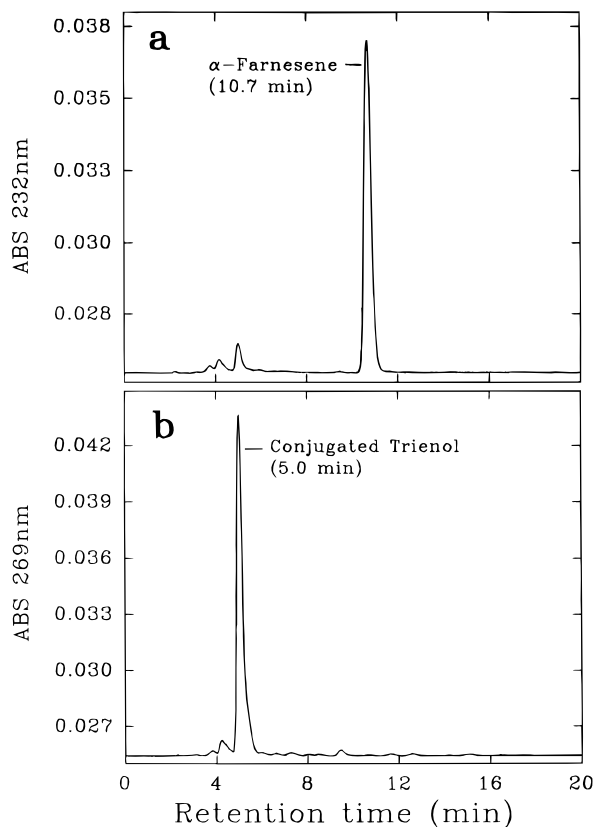 a
α-Farnesene
(10.7 min)
ABS 232nm
0.038
0.035
0.033
0.030
0.028
b
Conjugated Trienol
(5.0 min)
ABS 269nm
0.042
0.039
0.036
0.033
0.030
0.027
0 4 8 12 16 20
Retention time (min)